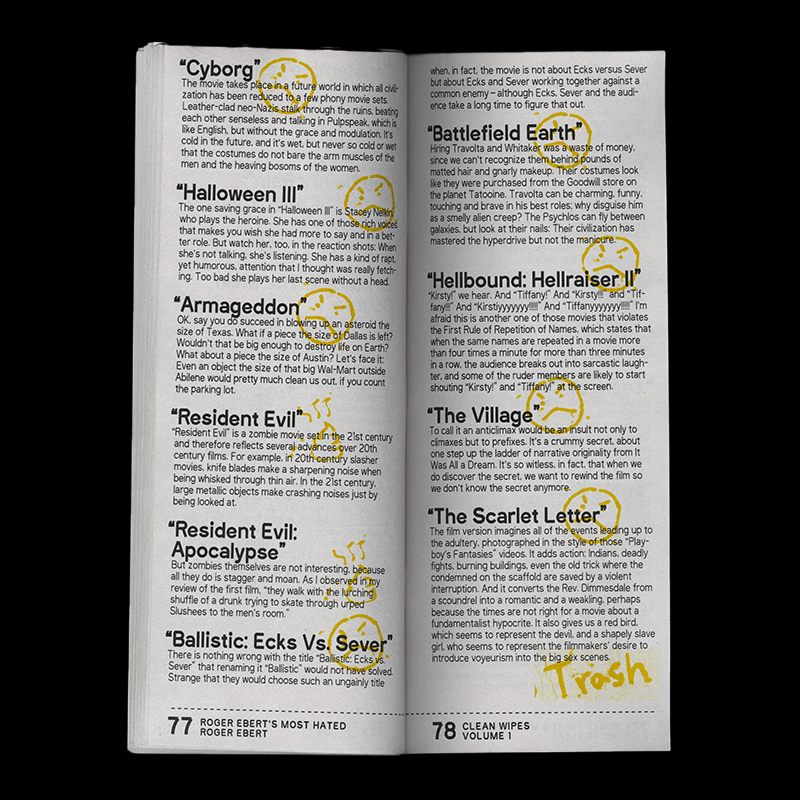 “Cyborg”
The movie takes place in a future world in which all civili-
zation has been reduced to a few phony movie sets.
Leather-clad neo-Nazis stalk through the ruins, beating
each other senseless and talking in Pulpspeak, which is
like English, but without the grace and modulation. It's
cold in the future, and it's wet, but never so cold or wet
that the costumes do not bare the arm muscles of the
men and the heaving bosoms of the women.
“Halloween III”
The one saving grace in “Halloween III” is Stacey Nelkin,
who plays the heroine. She has one of those rich voices
that makes you wish she had more to say and in a bet-
ter role. But watch her, too, in the reaction shots: When
she's not talking, she's listening. She has a kind of rapt,
yet humorous, attention that I thought was really fetch-
ing. Too bad she plays her last scene without a head.
“Armageddon”
OK, say you do succeed in blowing up an asteroid the
size of Texas. What if a piece the size of Dallas is left?
Wouldn't that be big enough to destroy life on Earth?
What about a piece the size of Austin? Let's face it:
Even an object the size of that big Wal-Mart outside
Abilene would pretty much clean us out, if you count
the parking lot.
“Resident Evil”
“Resident Evil” is a zombie movie set in the 21st century
and therefore reflects several advances over 20th
century films. For example, in 20th century slasher
movies, knife blades make a sharpening noise when
being whisked through thin air. In the 21st century,
large metallic objects make crashing noises just by
being looked at.
“Resident Evil:
Apocalypse”
But zombies themselves are not interesting, because
all they do is stagger and moan. As I observed in my
review of the first film, “they walk with the lurching
shuffle of a drunk trying to skate through urped
Slushees to the men's room.”
“Ballistic: Ecks Vs. Sever”
There is nothing wrong with the title “Ballistic: Ecks vs.
Sever” that renaming it “Ballistic” would not have solved.
Strange that they would choose such an ungainly title
77 ROGER EBERT'S MOST HATED
ROGER EBERT
when, in fact, the movie is not about Ecks versus Sever
but about Ecks and Sever working together against a
common enemy – although Ecks, Sever and the audi-
ence take a long time to figure that out.
“Battlefield Earth”
Hiring Travolta and Whitaker was a waste of money,
since we can't recognize them behind pounds of
matted hair and gnarly makeup. Their costumes look
like they were purchased from the Goodwill store on
the planet Tatooine. Travolta can be charming, funny,
touching and brave in his best roles; why disguise him
as a smelly alien creep? The Psychlos can fly between
galaxies, but look at their nails: Their civilization has
mastered the hyperdrive but not the manicure.
“Hellbound: Hellraiser II”
“Kirsty!” we hear. And “Tiffany!” And “Kirsty!!!” and “Tif-
fany!!!” And “Kirstiyyyyyyy!!!!!” And “Tiffanyyyyyyy!!!!!” I'm
afraid this is another one of those movies that violates
the First Rule of Repetition of Names, which states that
when the same names are repeated in a movie more
than four times a minute for more than three minutes
in a row, the audience breaks out into sarcastic laugh-
ter, and some of the ruder members are likely to start
shouting “Kirsty!” and “Tiffany!” at the screen.
“The Village”
To call it an anticlimax would be an insult not only to
climaxes but to prefixes. It's a crummy secret, about
one step up the ladder of narrative originality from It
Was All a Dream. It's so witless, in fact, that when we
do discover the secret, we want to rewind the film so
we don't know the secret anymore.
“The Scarlet Letter”
The film version imagines all of the events leading up to
the adultery, photographed in the style of those “Play-
boy's Fantasies” videos. It adds action: Indians, deadly
fights, burning buildings, even the old trick where the
condemned on the scaffold are saved by a violent
interruption. And it converts the Rev. Dimmesdale from
a scoundrel into a romantic and a weakling, perhaps
because the times are not right for a movie about a
fundamentalist hypocrite. It also gives us a red bird,
which seems to represent the devil, and a shapely slave
girl, who seems to represent the filmmakers' desire to
introduce voyeurism into the big sex scenes.
Trash
78 CLEAN WIPES
VOLUME 1